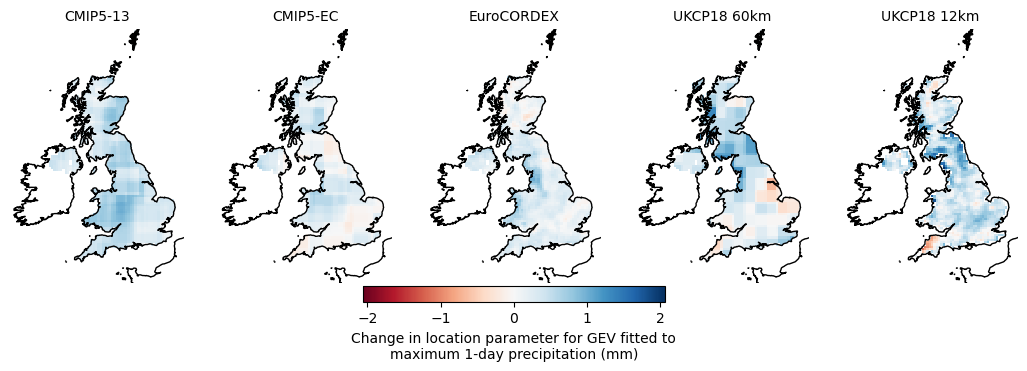 CMIP5-13 CMIP5-EC EuroCORDEX UKCP18 60km UKCP18 12km
−2 −1 0 1 2
Change in location parameter for GEV fitted to
maximum 1-day precipitation (mm)